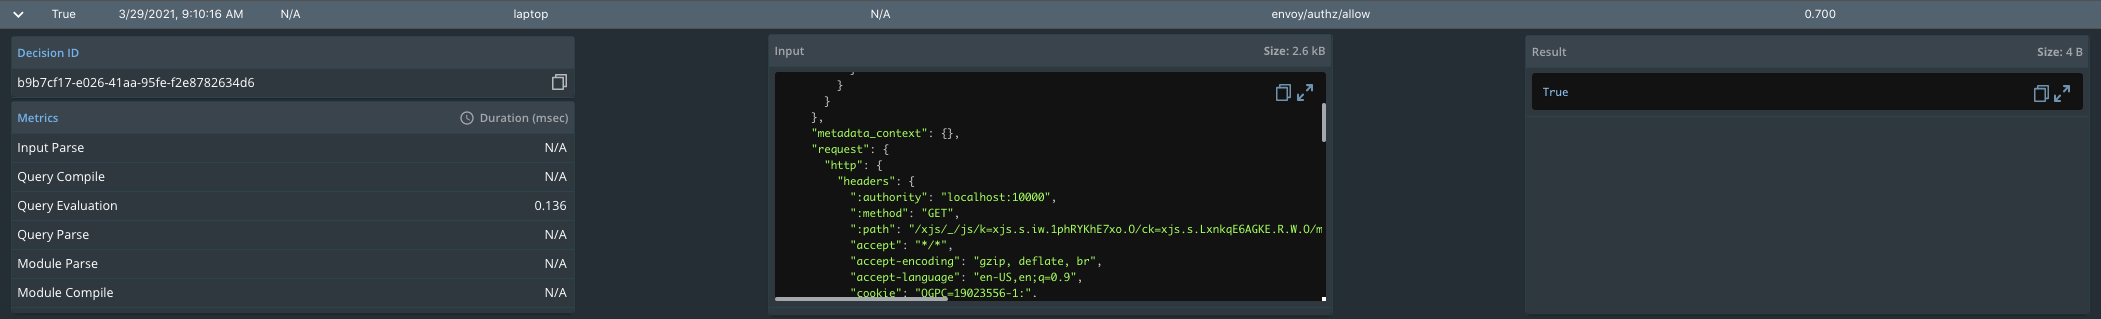 True 3/29/2021, 9:10:16 AM N/A laptop N/A envoy/authz/allow 0.700
Decision ID
b9b7cf17-e026-41aa-95fe-f2e8782634d6
Metrics Duration (msec)
Input Parse N/A
Query Compile N/A
Query Evaluation 0.136
Query Parse N/A
Module Parse N/A
Module Compile N/A
Input Size: 2.6 kB
}
}
},
"metadata_context": {},
"request": {
"http": {
"headers": {
":authority": "localhost:10000",
":method": "GET",
":path": "/xjs/_/js/k=xjs.s.iw.1phRYKhE7xo.O/ck=xjs.s.LxnkqE6AGKE.R.W.O/m
"accept": "*/*",
"accept-encoding": "gzip, deflate, br",
"accept-language": "en-US,en;q=0.9",
"cookie": "OGPC=19023556-1:",
Result Size: 4 B
True